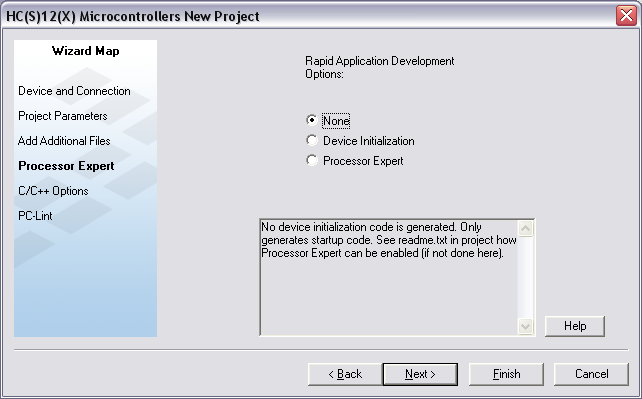 HC(S)12(X) Microcontrollers New Project
Wizard Map
Device and Connection
Project Parameters
Add Additional Files
Processor Expert
C/C++ Options
PC-Lint
Rapid Application Development
Options:
None
Device Initialization
Processor Expert
No device initialization code is generated. Only
generates startup code. See readme.txt in project how
Processor Expert can be enabled (if not done here).
Help
< Back
Next >
Finish
Cancel